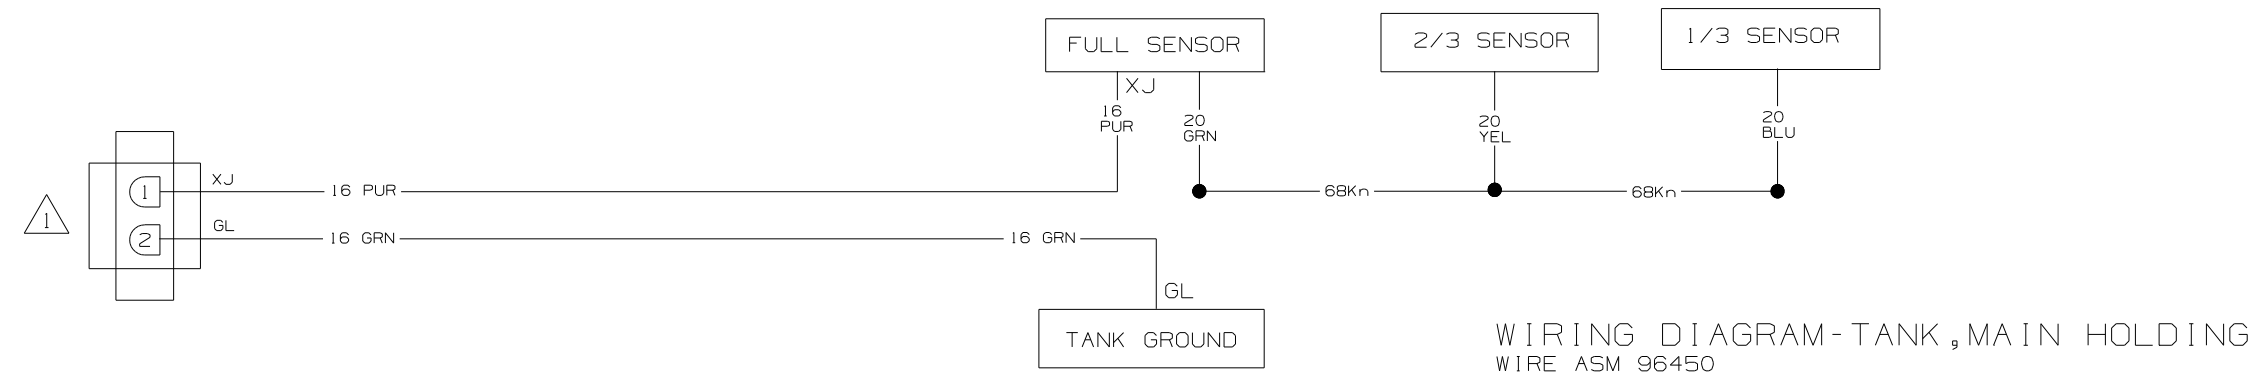 FULL SENSOR
2/3 SENSOR
1/3 SENSOR
XJ
16
PUR
20
GRN
20
YEL
20
BLU
1
XJ
16 PUR
68Kn
68Kn
1
2
GL
16 GRN
16 GRN
GL
TANK GROUND
WIRING DIAGRAM-TANK,MAIN HOLDING
WIRE ASM 96450